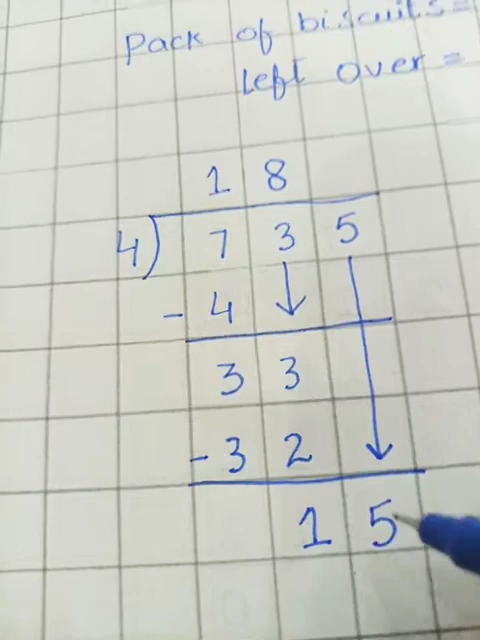 Pack of biscuits =
left over =
1 8
4) 7 3 5
- 4
3 3
- 3 2
1 5